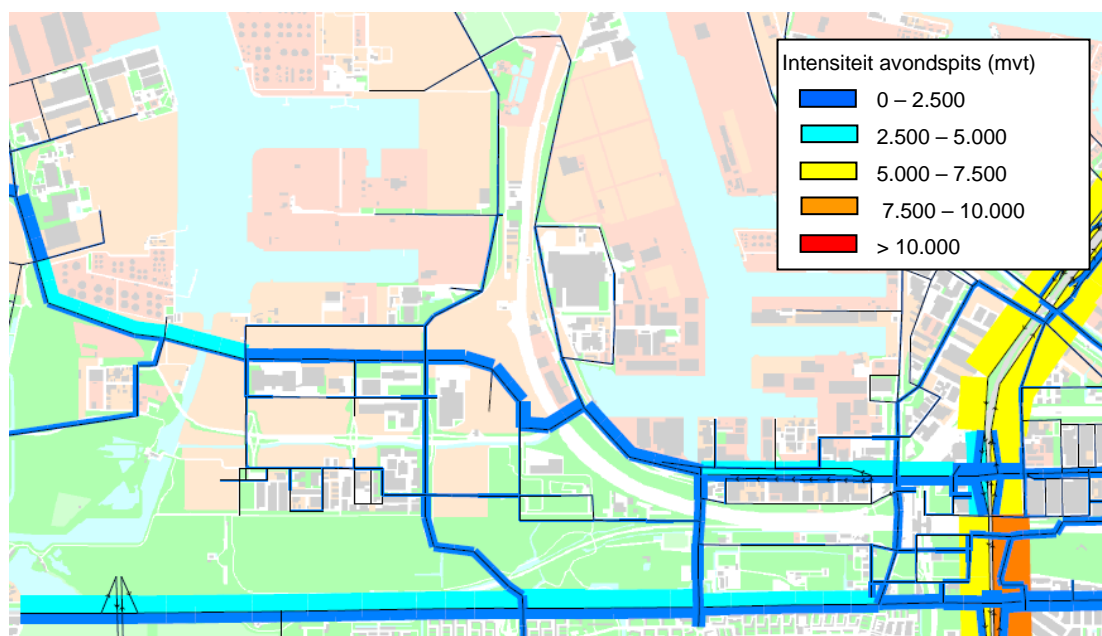 Intensiteit avondspits (mvt)
0 – 2.500
2.500 – 5.000
5.000 – 7.500
7.500 – 10.000
> 10.000